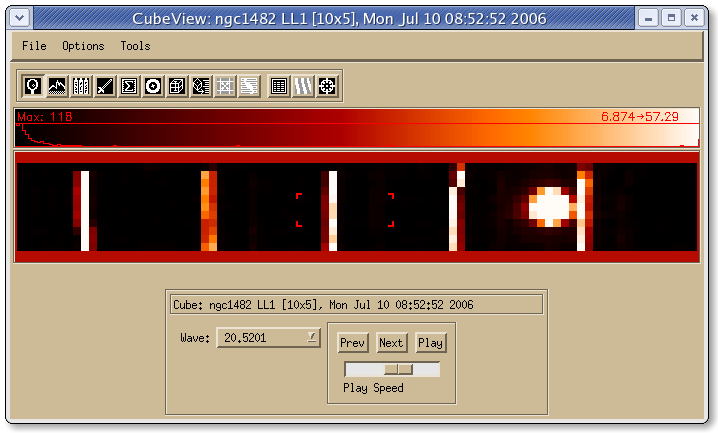 CubeView: ngc1482 LL1 [10x5], Mon Jul 10 08:52:52 2006
File Options Tools
Max: 118 6.874→57.29
Cube: ngc1482 LL1 [10x5], Mon Jul 10 08:52:52 2006
Wave: 20.5201
Prev Next Play
Play Speed